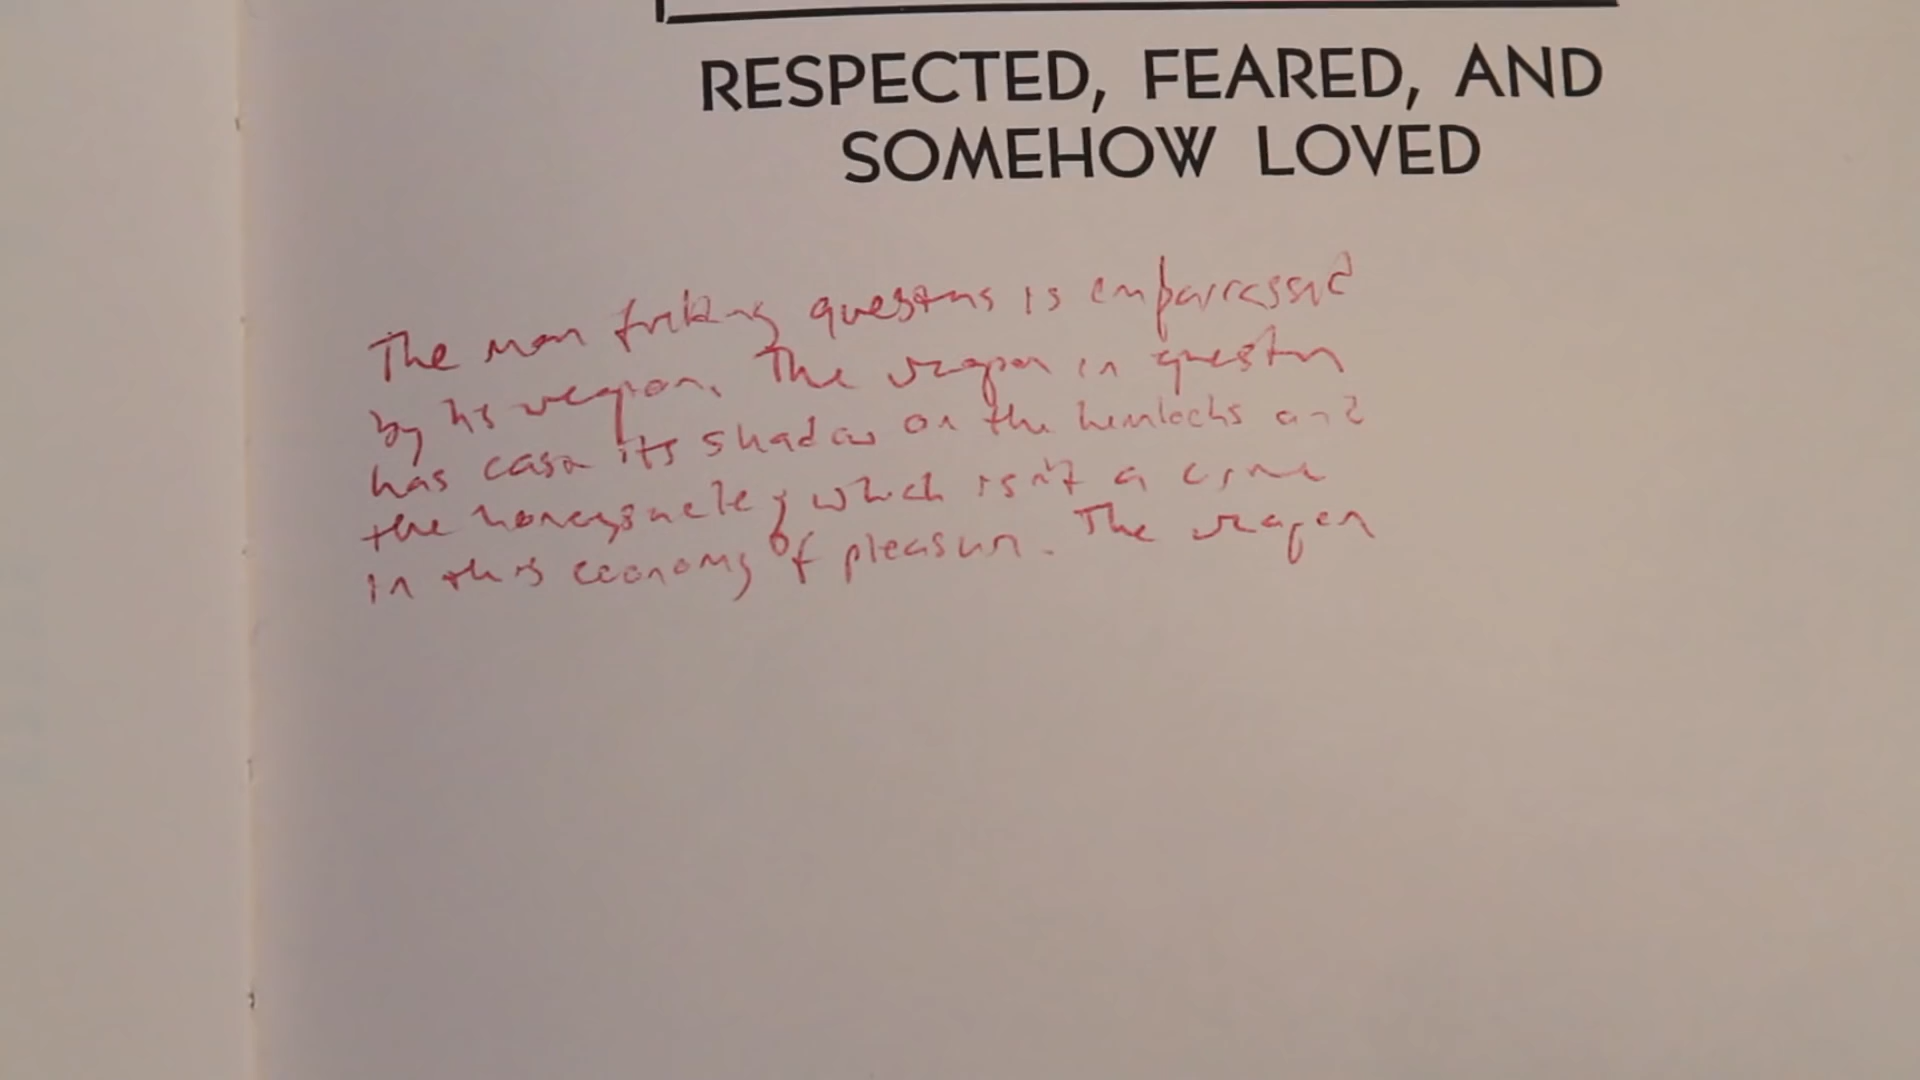 RESPECTED, FEARED, AND
SOMEHOW LOVED
The man questions is embarrassed
by his weapon. The weapon in question
has cast its shadow on the hemlocks and
the honeysuckle, which isn't a crime
in this economy of pleasure. The weapon